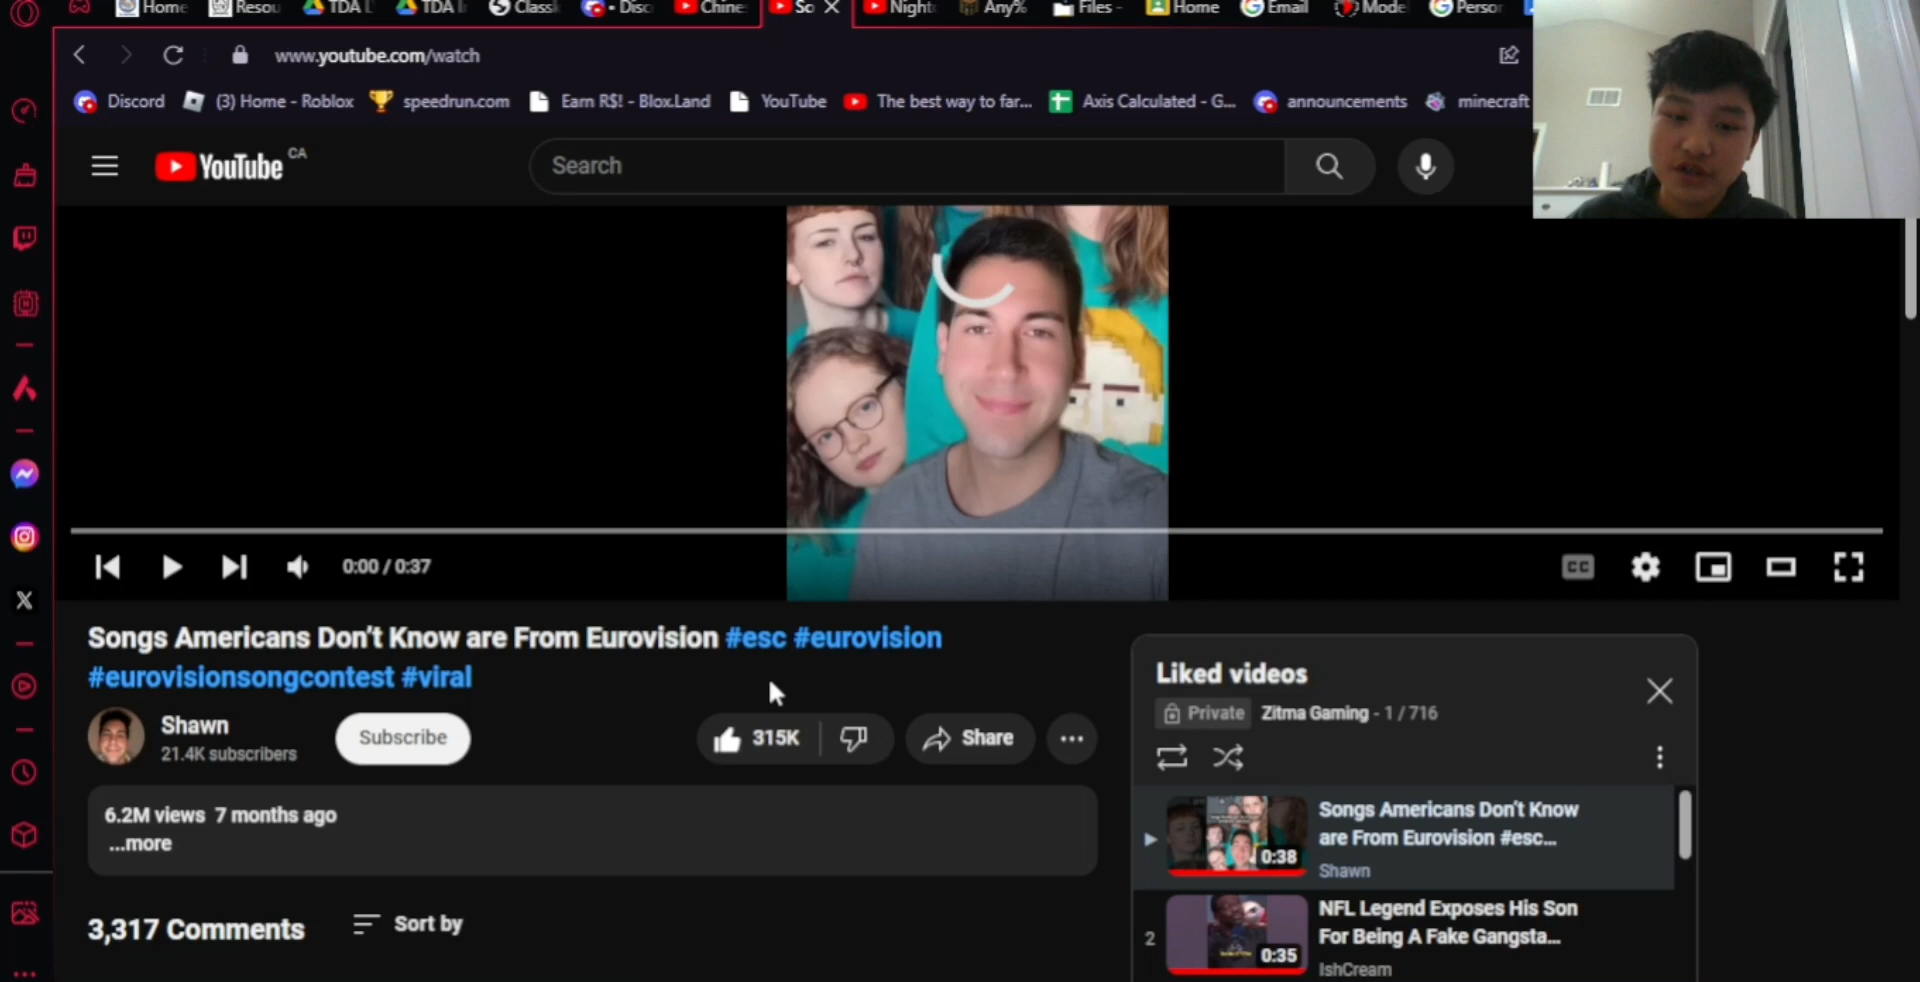 Home
Resou
TDA
TDA
Class
Disc
Chine
So
Night
Any%
Files -
Home
Email
Mode
Person
www.youtube.com/watch
Discord
(3) Home - Roblox
speedrun.com
Earn R$! - Blox.Land
YouTube
The best way to far...
Axis Calculated - G...
announcements
minecraft
YouTube CA
Search
0:00 / 0:37
CC
Songs Americans Don't Know are From Eurovision #esc #eurovision
#eurovisionsongcontest #viral
Shawn
21.4K subscribers
Subscribe
315K
Share
6.2M views 7 months ago
...more
3,317 Comments
Sort by
Liked videos
Private
Zitma Gaming - 1 / 716
Songs Americans Don't Know
are From Eurovision #esc...
Shawn
0:38
2
NFL Legend Exposes His Son
For Being A Fake Gangsta...
IshCream
0:35